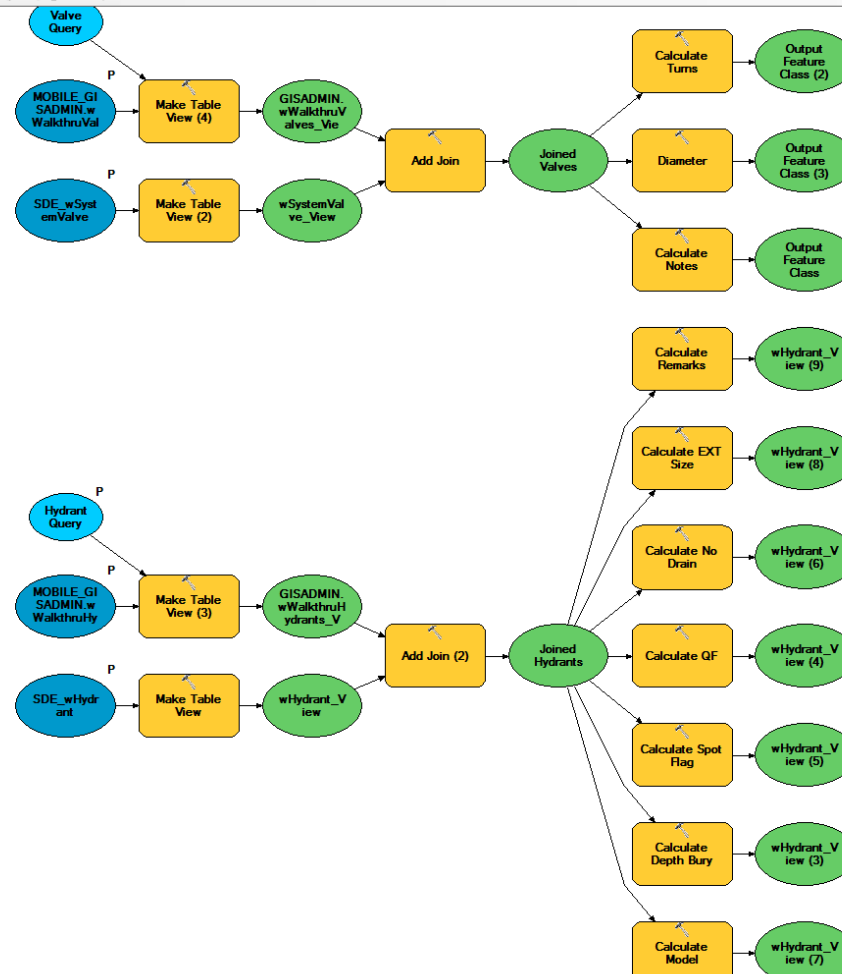 Valve
Query
P
MOBILE_GI
SADMIN.w
WalkthruVal
Make Table
View (4)
GISADMIN.
wWalkthruV
alves_Vie
P
SDE_wSyst
emValve
Make Table
View (2)
wSystemVal
ve_View
Add Join
Joined
Valves
Calculate
Turns
Output
Feature
Class (2)
Diameter
Output
Feature
Class (3)
Calculate
Notes
Output
Feature
Class
P
Hydrant
Query
P
MOBILE_GI
SADMIN.w
WalkthruHy
Make Table
View (3)
GISADMIN.
wWalkthruH
ydrants_V
P
SDE_wHydr
ant
Make Table
View
wHydrant_V
iew
Add Join (2)
Joined
Hydrants
Calculate
Remarks
wHydrant_V
iew (9)
Calculate EXT
Size
wHydrant_V
iew (8)
Calculate No
Drain
wHydrant_V
iew (6)
Calculate QF
wHydrant_V
iew (4)
Calculate Spot
Flag
wHydrant_V
iew (5)
Calculate
Depth Bury
wHydrant_V
iew (3)
Calculate
Model
wHydrant_V
iew (7)